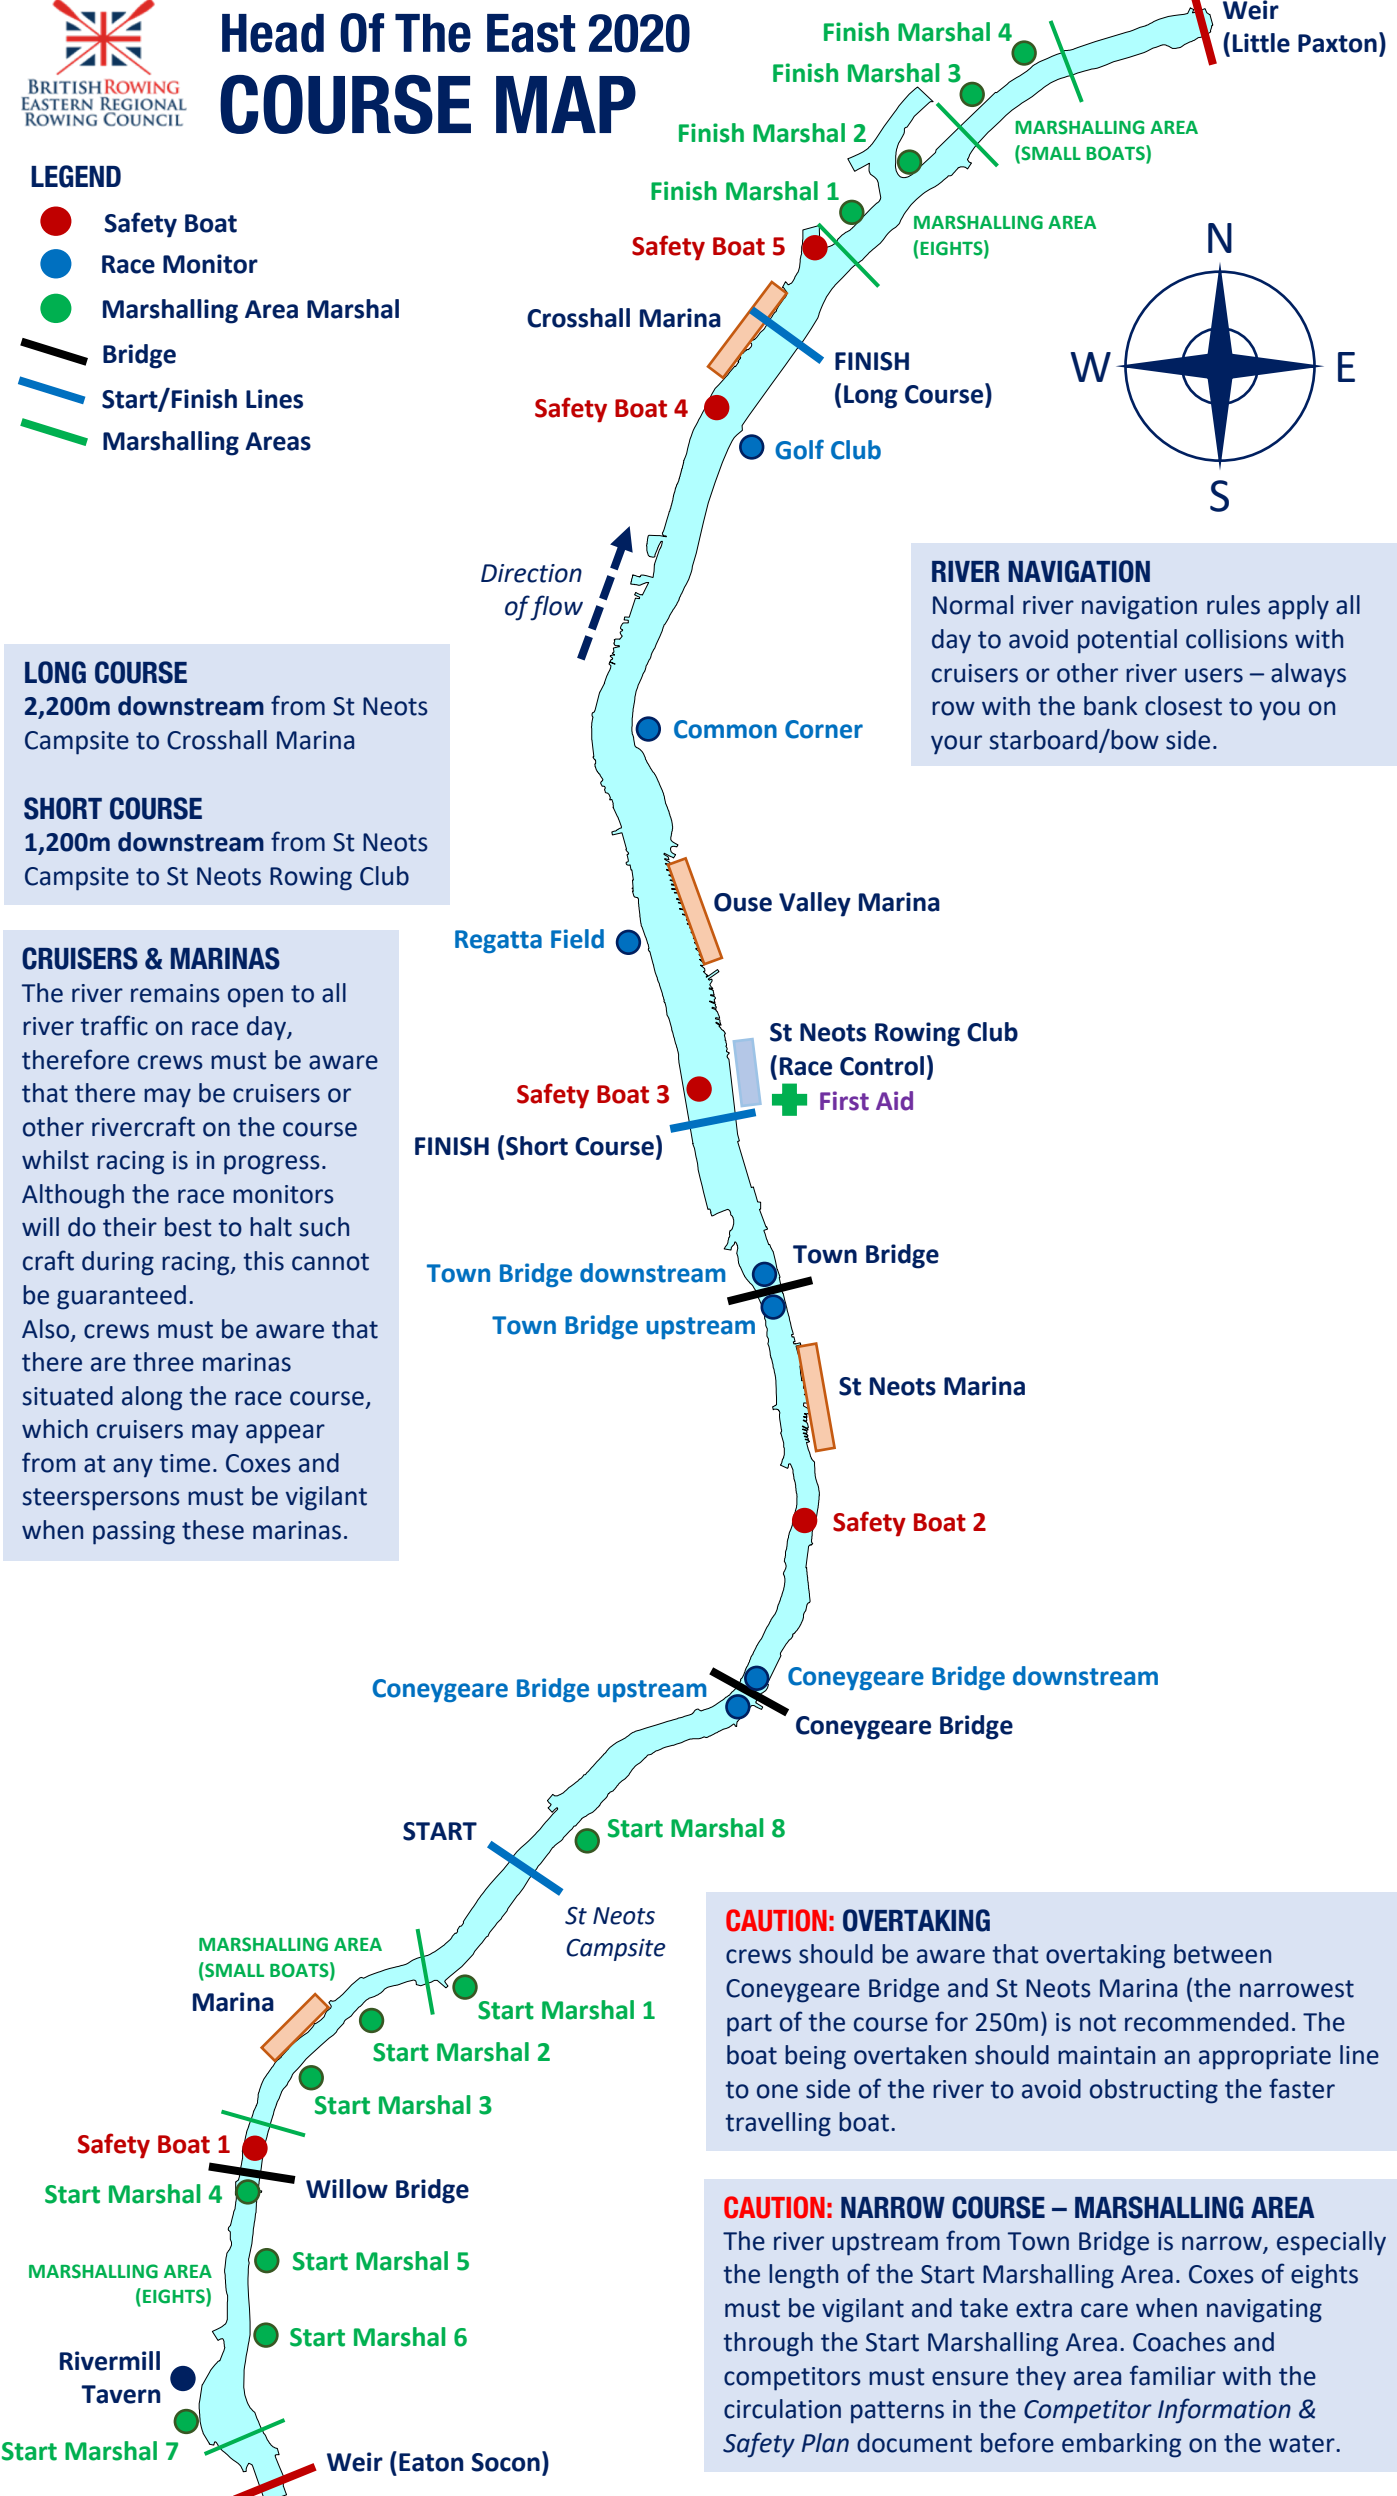 BRITISH ROWING
EASTERN REGIONAL
ROWING COUNCIL
Head Of The East 2020
COURSE MAP
LEGEND
Safety Boat
Race Monitor
Marshalling Area Marshal
Bridge
Start/Finish Lines
Marshalling Areas
Weir
(Little Paxton)
Finish Marshal 4
Finish Marshal 3
MARSHALLING AREA
(SMALL BOATS)
Finish Marshal 2
Finish Marshal 1
MARSHALLING AREA
(EIGHTS)
Safety Boat 5
Crosshall Marina
FINISH
(Long Course)
Safety Boat 4
Golf Club
N
W
E
S
Direction
of flow
RIVER NAVIGATION
Normal river navigation rules apply all
day to avoid potential collisions with
cruisers or other river users – always
row with the bank closest to you on
your starboard/bow side.
LONG COURSE
2,200m downstream from St Neots
Campsite to Crosshall Marina
SHORT COURSE
1,200m downstream from St Neots
Campsite to St Neots Rowing Club
Common Corner
Ouse Valley Marina
Regatta Field
CRUISERS & MARINAS
The river remains open to all
river traffic on race day,
therefore crews must be aware
that there may be cruisers or
other rivercraft on the course
whilst racing is in progress.
Although the race monitors
will do their best to halt such
craft during racing, this cannot
be guaranteed.
Also, crews must be aware that
there are three marinas
situated along the race course,
which cruisers may appear
from at any time. Coxes and
steerspersons must be vigilant
when passing these marinas.
St Neots Rowing Club
(Race Control)
First Aid
Safety Boat 3
FINISH (Short Course)
Town Bridge
Town Bridge downstream
Town Bridge upstream
St Neots Marina
Safety Boat 2
Coneygeare Bridge upstream
Coneygeare Bridge downstream
Coneygeare Bridge
START
Start Marshal 8
St Neots
Campsite
MARSHALLING AREA
(SMALL BOATS)
Marina
Start Marshal 1
Start Marshal 2
Start Marshal 3
Safety Boat 1
Willow Bridge
Start Marshal 4
Start Marshal 5
MARSHALLING AREA
(EIGHTS)
Start Marshal 6
Rivermill
Tavern
Start Marshal 7
Weir (Eaton Socon)
CAUTION: OVERTAKING
crews should be aware that overtaking between
Coneygeare Bridge and St Neots Marina (the narrowest
part of the course for 250m) is not recommended. The
boat being overtaken should maintain an appropriate line
to one side of the river to avoid obstructing the faster
travelling boat.
CAUTION: NARROW COURSE – MARSHALLING AREA
The river upstream from Town Bridge is narrow, especially
the length of the Start Marshalling Area. Coxes of eights
must be vigilant and take extra care when navigating
through the Start Marshalling Area. Coaches and
competitors must ensure they area familiar with the
circulation patterns in the Competitor Information &
Safety Plan document before embarking on the water.